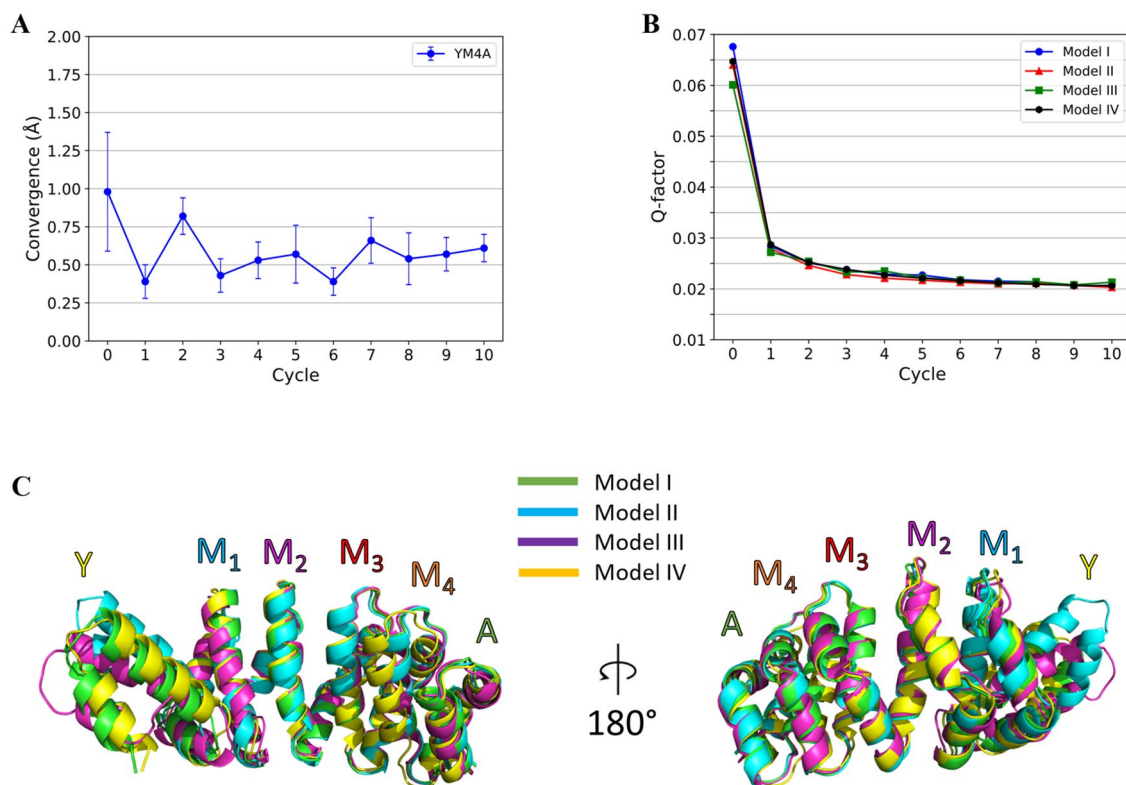 A
2.00
1.75
1.50
1.25
1.00
0.75
0.50
0.25
0.00
Convergence (Å)
YM4A
0 1 2 3 4 5 6 7 8 9 10
Cycle
B
0.07
0.06
0.05
0.04
0.03
0.02
0.01
Q-factor
Model I
Model II
Model III
Model IV
0 1 2 3 4 5 6 7 8 9 10
Cycle
C
Model I
Model II
Model III
Model IV
Y M₁ M₂ M₃ M₄ A
180°
A M₄ M₃ M₂ M₁ Y